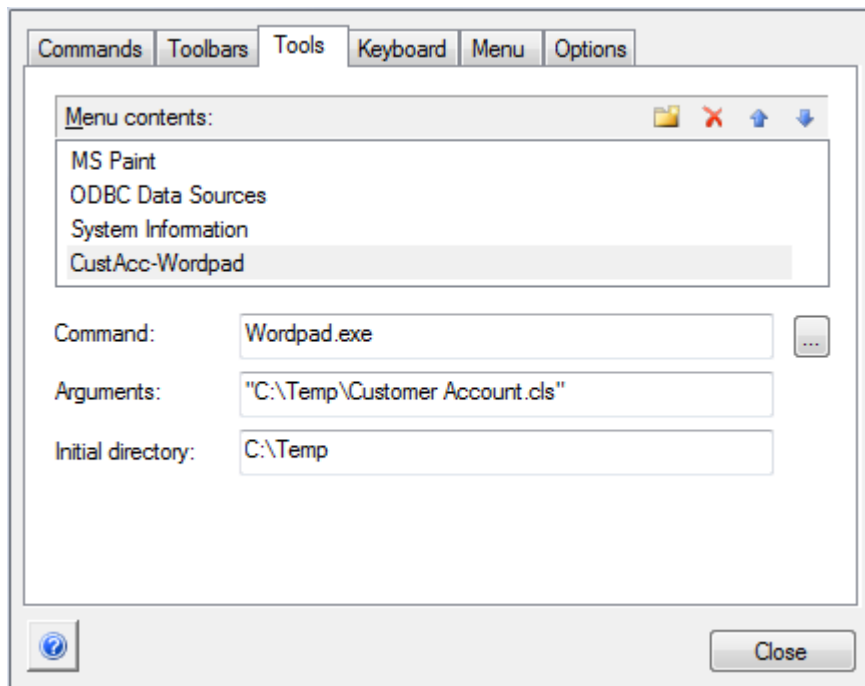 Commands Toolbars Tools Keyboard Menu Options
Menu contents:
MS Paint
ODBC Data Sources
System Information
CustAcc-Wordpad
Command: Wordpad.exe ...
Arguments: "C:\Temp\Customer Account.cls"
Initial directory: C:\Temp
? Close